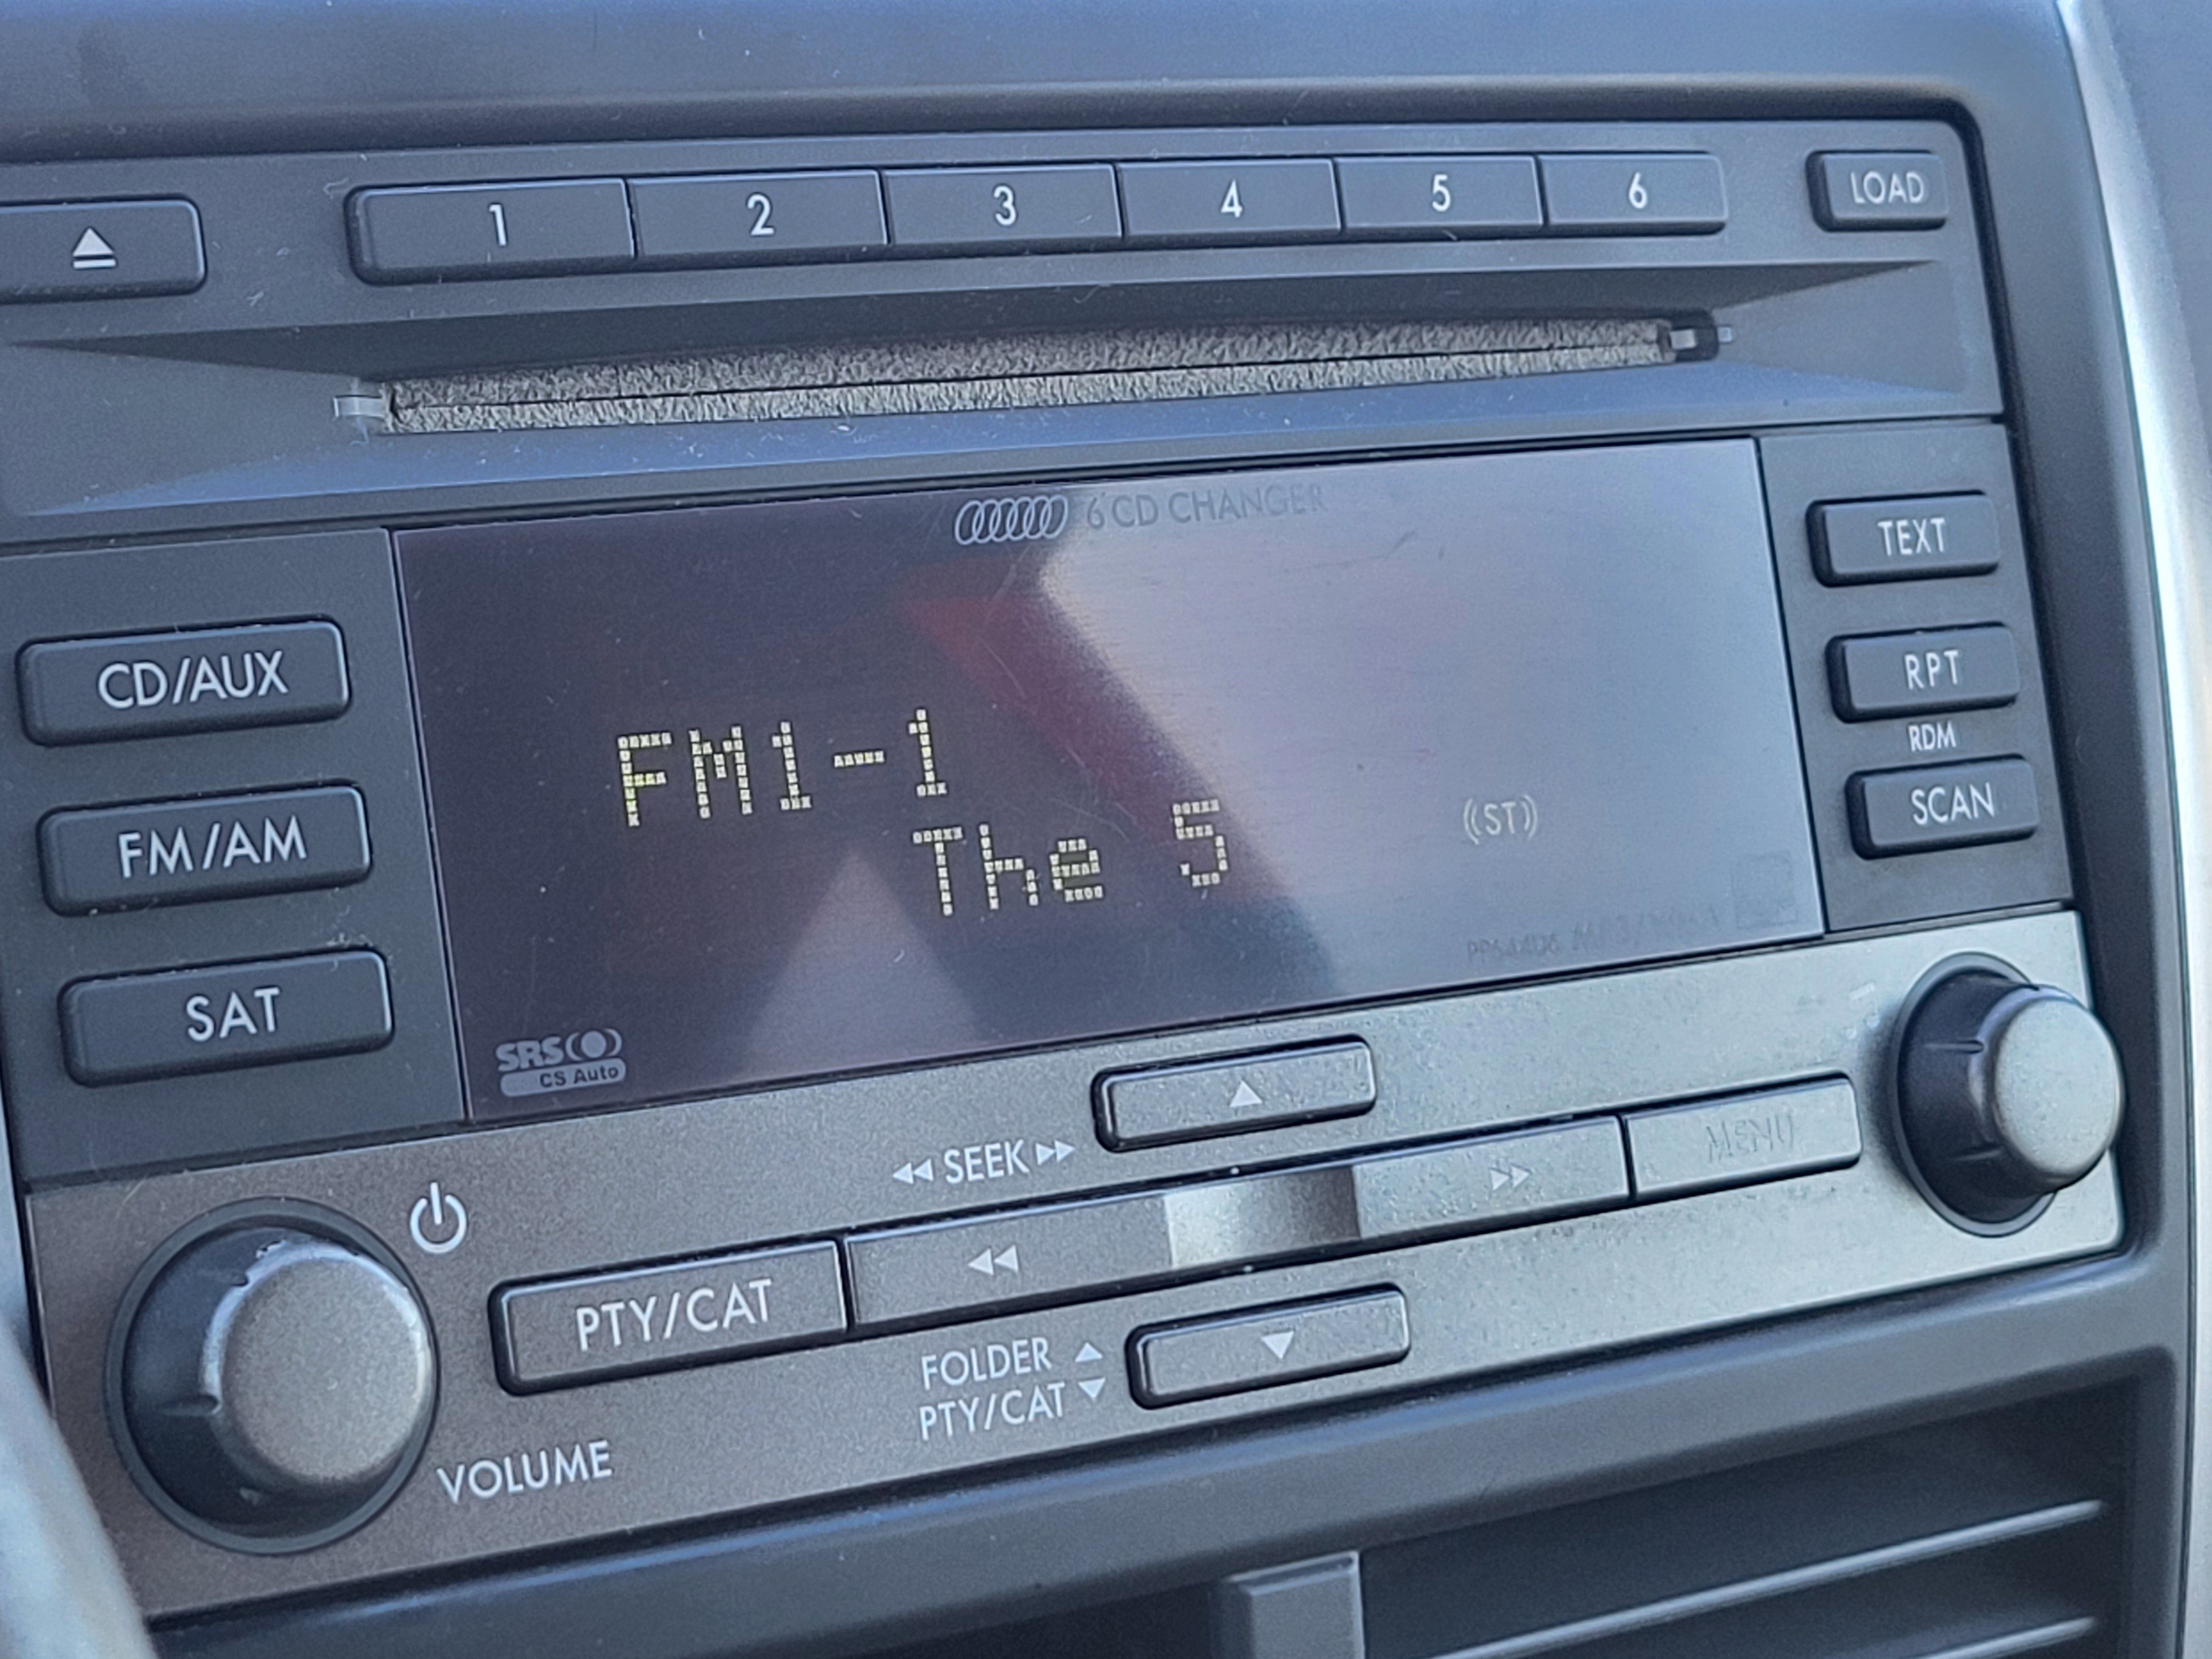 1 2 3 4 5 6 LOAD
6 CD CHANGER
TEXT
CD/AUX
RPT
FM1-1
RDM
FM/AM
The 5
(ST)
SCAN
SAT
SRS
CS Auto
SEEK
MENU
PTY/CAT
FOLDER
PTY/CAT
VOLUME